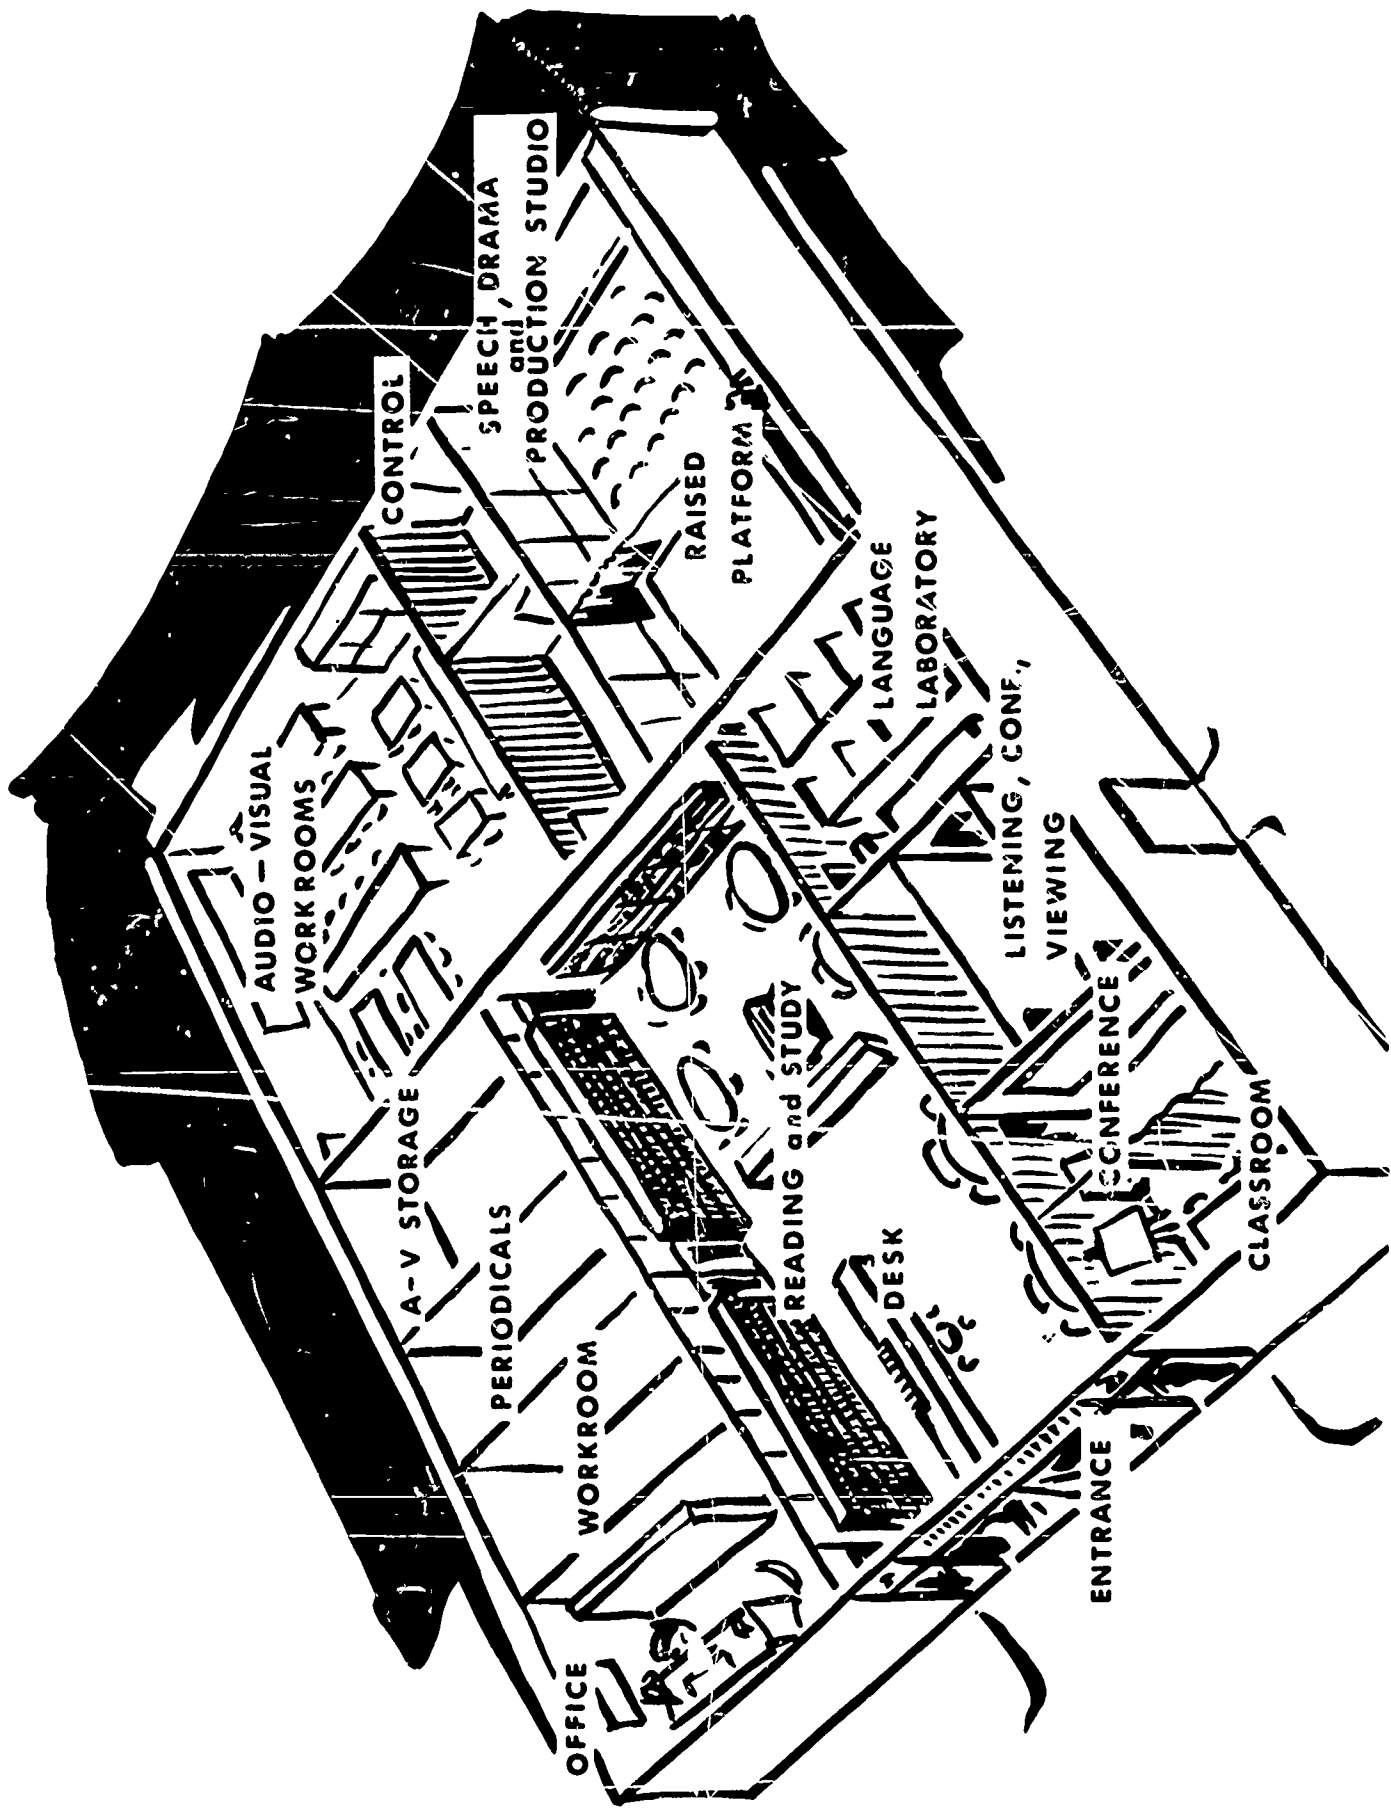 SPEECH, DRAMA
and
PRODUCTION STUDIO
CONTROL
RAISED
PLATFORM
AUDIO-VISUAL
WORKROOMS
LANGUAGE
LABORATORY
LISTENING, CONF.,
VIEWING
A-V STORAGE
PERIODICALS
READING and STUDY
CONFERENCE
WORKROOM
DESK
CLASSROOM
OFFICE
ENTRANCE